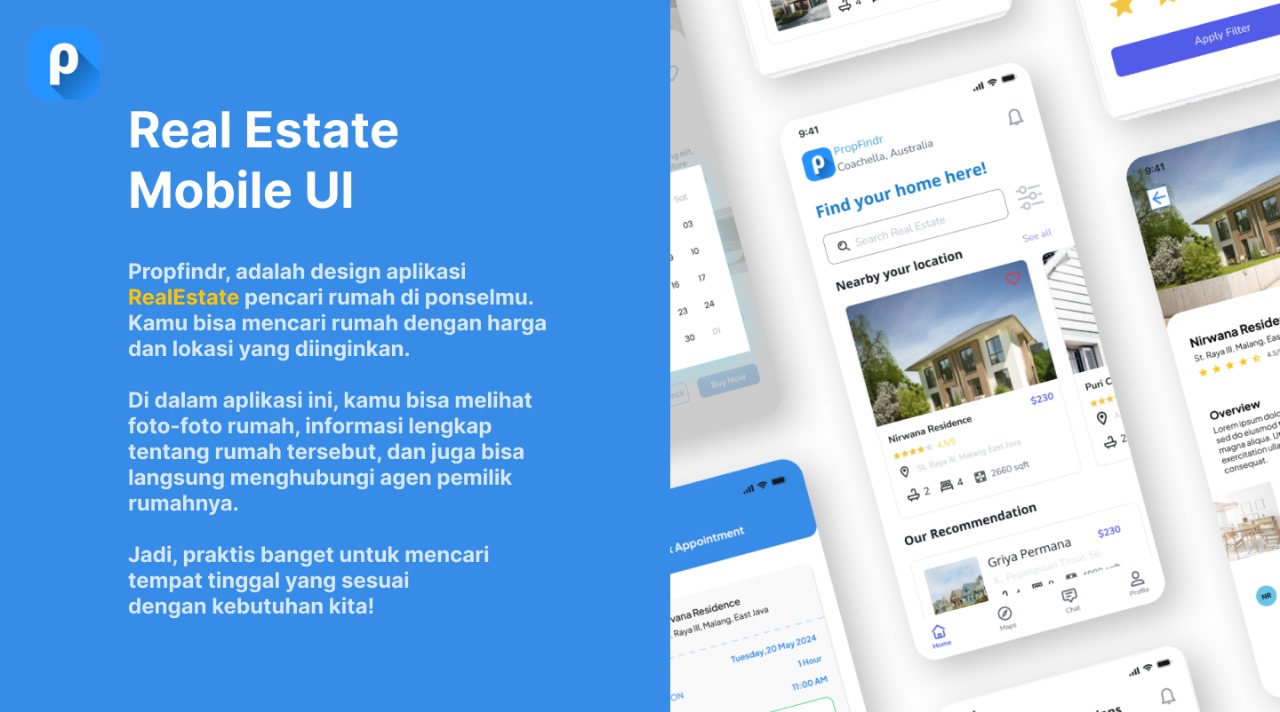 Real Estate
Mobile UI
Propfindr, adalah design aplikasi
RealEstate pencari rumah di ponselmu.
Kamu bisa mencari rumah dengan harga
dan lokasi yang diinginkan.
Di dalam aplikasi ini, kamu bisa melihat
foto-foto rumah, informasi lengkap
tentang rumah tersebut, dan juga bisa
langsung menghubungi agen pemilik
rumahnya.
Jadi, praktis banget untuk mencari
tempat tinggal yang sesuai
dengan kebutuhan kita!
Sat
03
10
16 17
23 24
30 01
Buy Now
Appointment
Residence
Raya III, Malang, East Java
Tuesday,20 May 2024
1 Hour
11:00 AM
9:41
PropFindr
Coachella, Australia
Find your home here!
Search Real Estate
See all
Nearby your location
Nirwana Residence
$230
4.5/5
St. Raya III, Malang East Java
2 4 2660 sqft
Puri
2
Our Recommendation
Griya Permana
$230
JL. Pegangsaan Timur, 56
Home
Maps
Chat
Profile
Apply Filter
9:41
Nirwana
St. Raya III, Malang,
Overview
Lorem ipsum
sed do eiusmod
magna aliqua.
exercitation
consequat.
NR